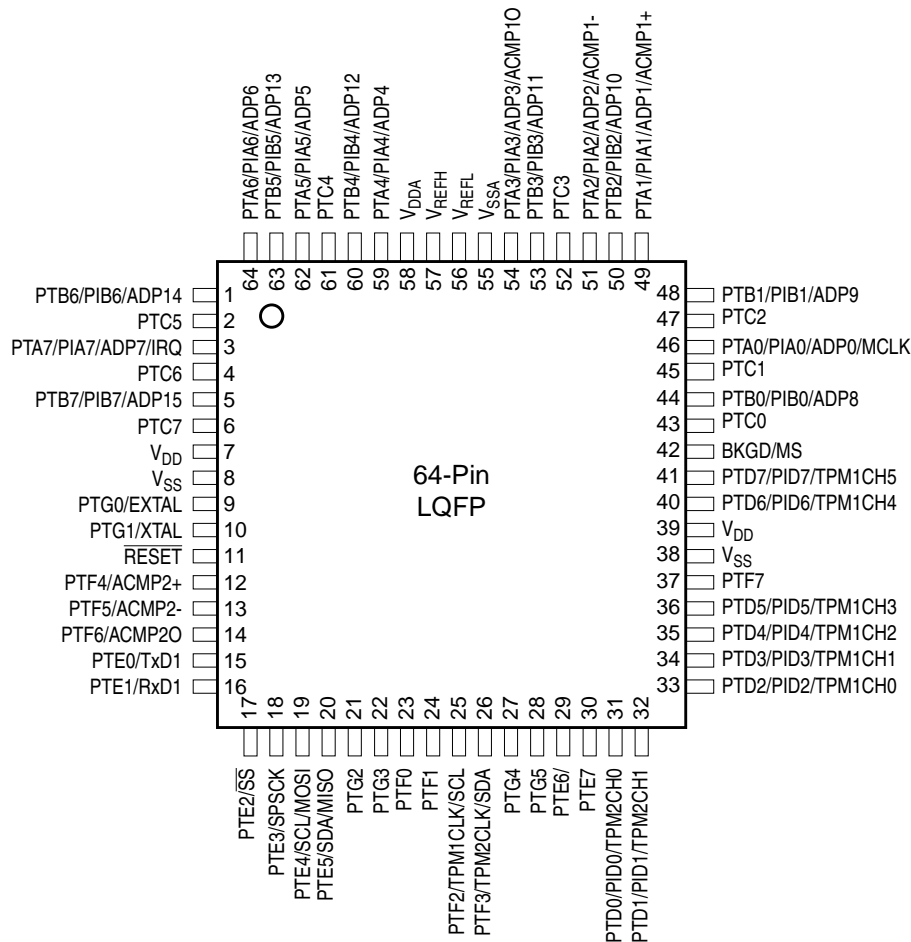 PTA6/PIA6/ADP6
PTB5/PIB5/ADP13
PTA5/PIA5/ADP5
PTC4
PTB4/PIB4/ADP12
PTA4/PIA4/ADP4
VDDA
VREFH
VREFL
VSSA
PTA3/PIA3/ADP3/ACMP1O
PTB3/PIB3/ADP11
PTC3
PTA2/PIA2/ADP2/ACMP1-
PTB2/PIB2/ADP10
PTA1/PIA1/ADP1/ACMP1+
64 63 62 61 60 59 58 57 56 55 54 53 52 51 50 49
PTB6/PIB6/ADP14 1
PTC5 2
PTA7/PIA7/ADP7/IRQ 3
PTC6 4
PTB7/PIB7/ADP15 5
PTC7 6
VDD 7
VSS 8
PTG0/EXTAL 9
PTG1/XTAL 10
RESET 11
PTF4/ACMP2+ 12
PTF5/ACMP2- 13
PTF6/ACMP2O 14
PTE0/TxD1 15
PTE1/RxD1 16
64-Pin
LQFP
48 PTB1/PIB1/ADP9
47 PTC2
46 PTA0/PIA0/ADP0/MCLK
45 PTC1
44 PTB0/PIB0/ADP8
43 PTC0
42 BKGD/MS
41 PTD7/PID7/TPM1CH5
40 PTD6/PID6/TPM1CH4
39 VDD
38 VSS
37 PTF7
36 PTD5/PID5/TPM1CH3
35 PTD4/PID4/TPM1CH2
34 PTD3/PID3/TPM1CH1
33 PTD2/PID2/TPM1CH0
17 18 19 20 21 22 23 24 25 26 27 28 29 30 31 32
PTE2/SS
PTE3/SPSCK
PTE4/SCL/MOSI
PTE5/SDA/MISO
PTG2
PTG3
PTF0
PTF1
PTF2/TPM1CLK/SCL
PTF3/TPM2CLK/SDA
PTG4
PTG5
PTE6/
PTE7
PTD0/PID0/TPM2CH0
PTD1/PID1/TPM2CH1